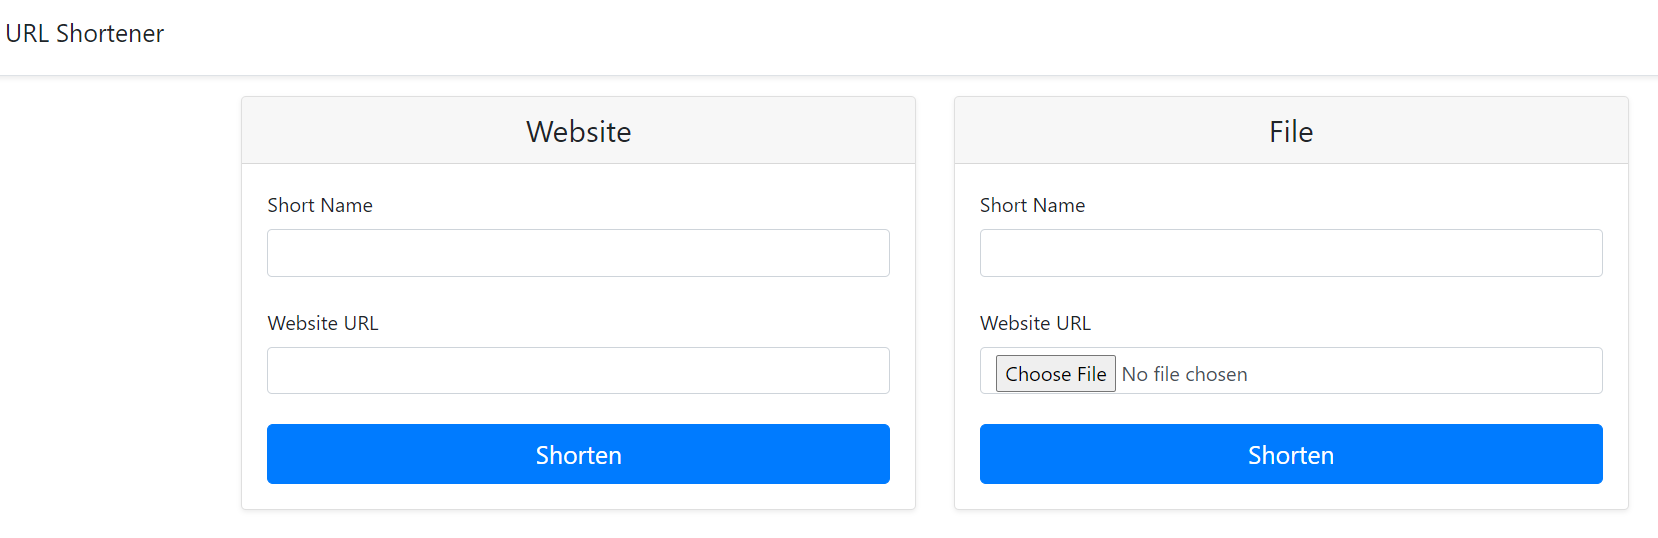 URL Shortener
Website
Short Name
Website URL
Shorten
File
Short Name
Website URL
Choose File No file chosen
Shorten